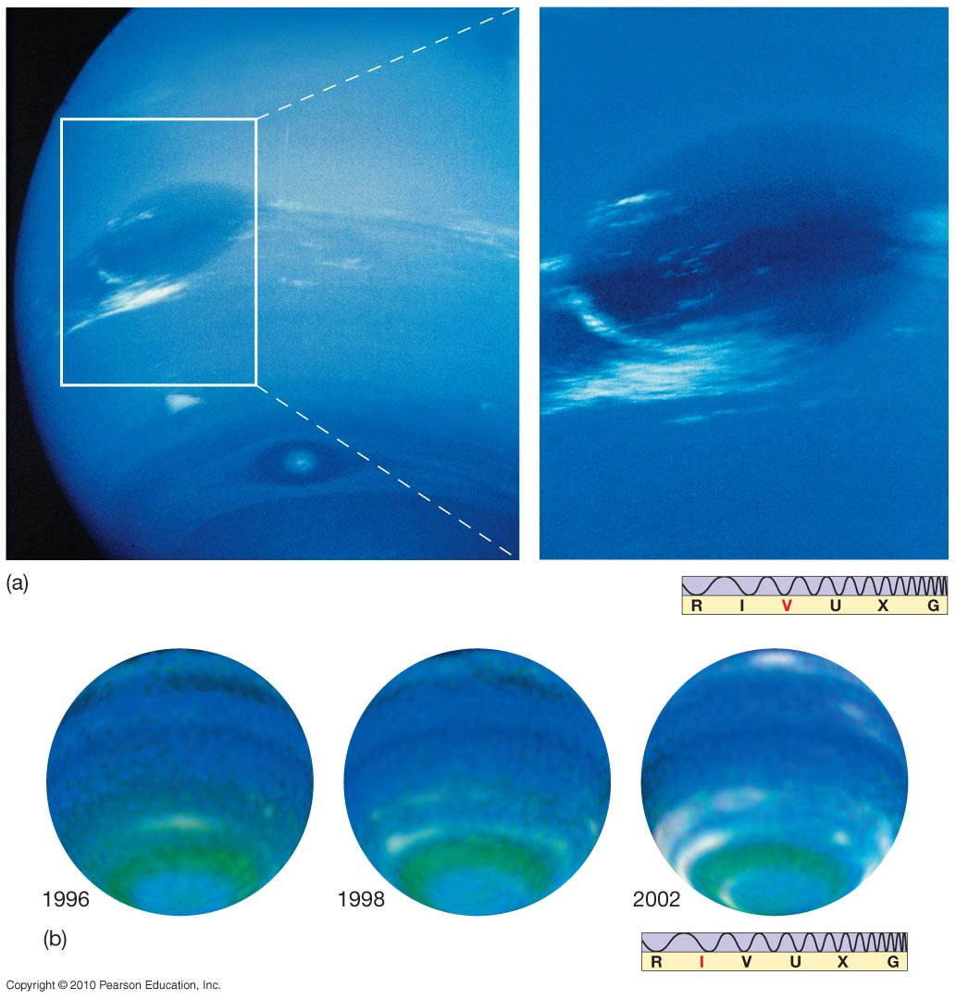 (a)
R I V U X G
1996
1998
2002
(b)
R I V U X G
Copyright © 2010 Pearson Education, Inc.